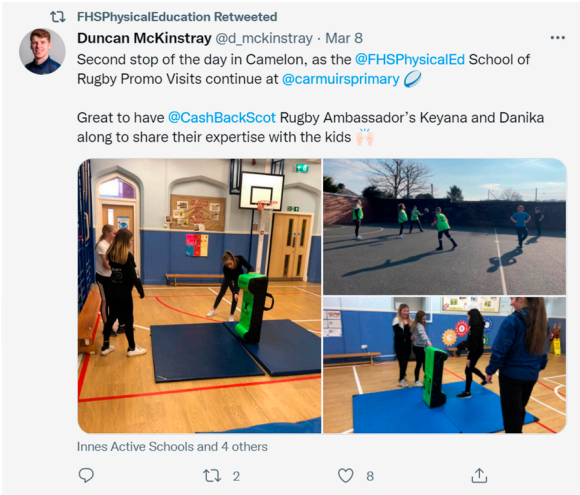 FHSPhysicalEducation Retweeted
Duncan McKinstray @d_mckinstray · Mar 8
Second stop of the day in Camelon, as the @FHSPhysicalEd School of
Rugby Promo Visits continue at @carmuirsprimary 🏉
Great to have @CashBackScot Rugby Ambassador's Keyana and Danika
along to share their expertise with the kids 🙌🏻
Innes Active Schools and 4 others
2
8